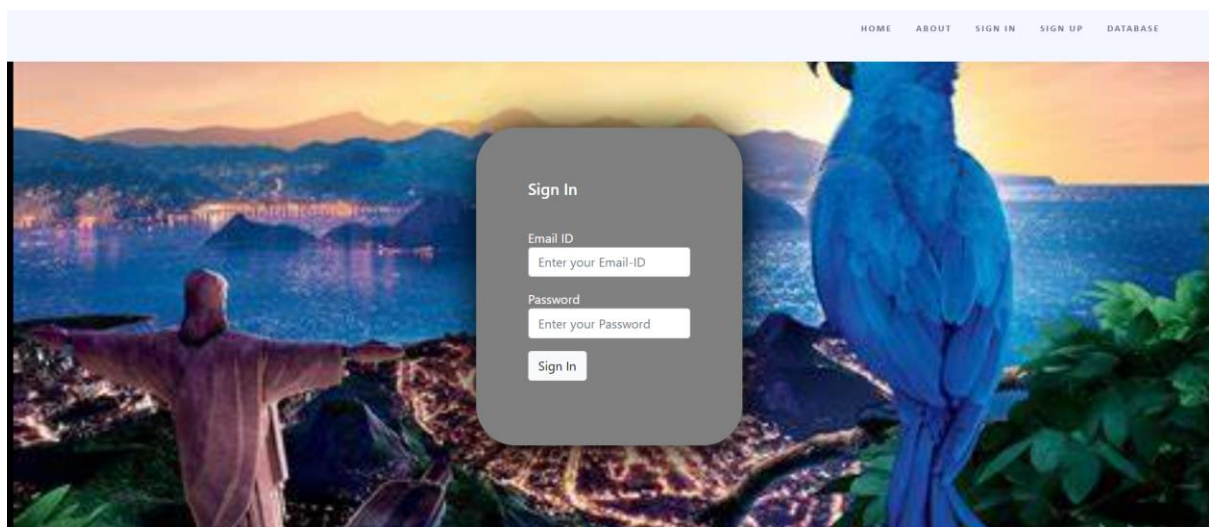 HOME ABOUT SIGN IN SIGN UP DATABASE
Sign In
Email ID
Enter your Email-ID
Password
Enter your Password
Sign In